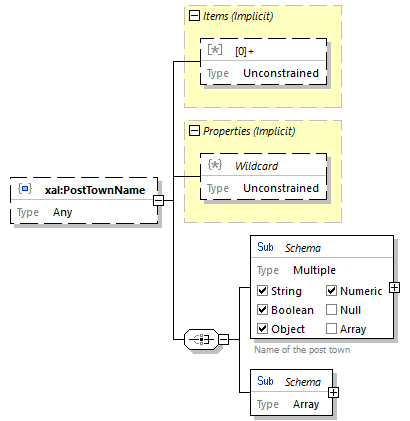 Items (Implicit)
[*] [0]+
Type Unconstrained
Properties (Implicit)
{*} Wildcard
Type Unconstrained
xal:PostTownName
Type Any
Sub Schema
Type Multiple
String Numeric
Boolean Null
Object Array
Name of the post town
Sub Schema
Type Array